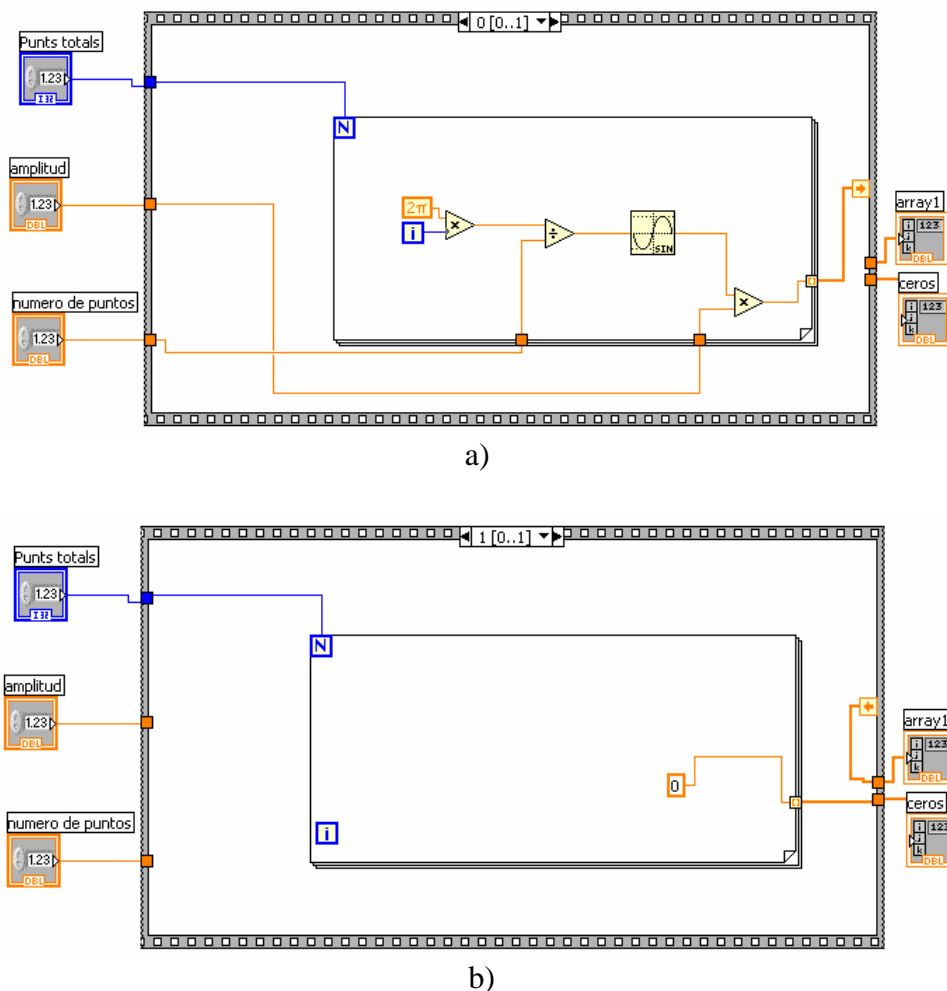 0 [0..1]
Punts totals
1.23
I32
N
amplitud
1.23
DBL
2π
i
×
÷
SIN
×
numero de puntos
1.23
DBL
array1
i
j
k
123
DBL
ceros
i
j
k
123
DBL
a)
1 [0..1]
Punts totals
1.23
I32
N
amplitud
1.23
DBL
0
numero de puntos
1.23
DBL
i
array1
i
j
k
123
DBL
ceros
i
j
k
123
DBL
b)